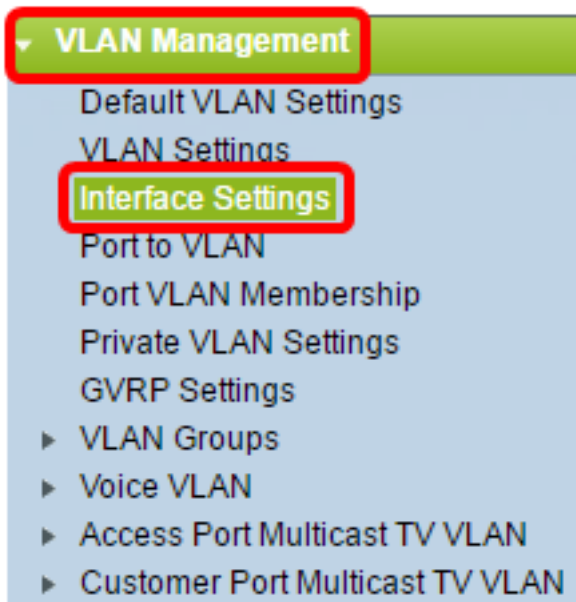 VLAN Management
Default VLAN Settings
VLAN Settings
Interface Settings
Port to VLAN
Port VLAN Membership
Private VLAN Settings
GVRP Settings
VLAN Groups
Voice VLAN
Access Port Multicast TV VLAN
Customer Port Multicast TV VLAN